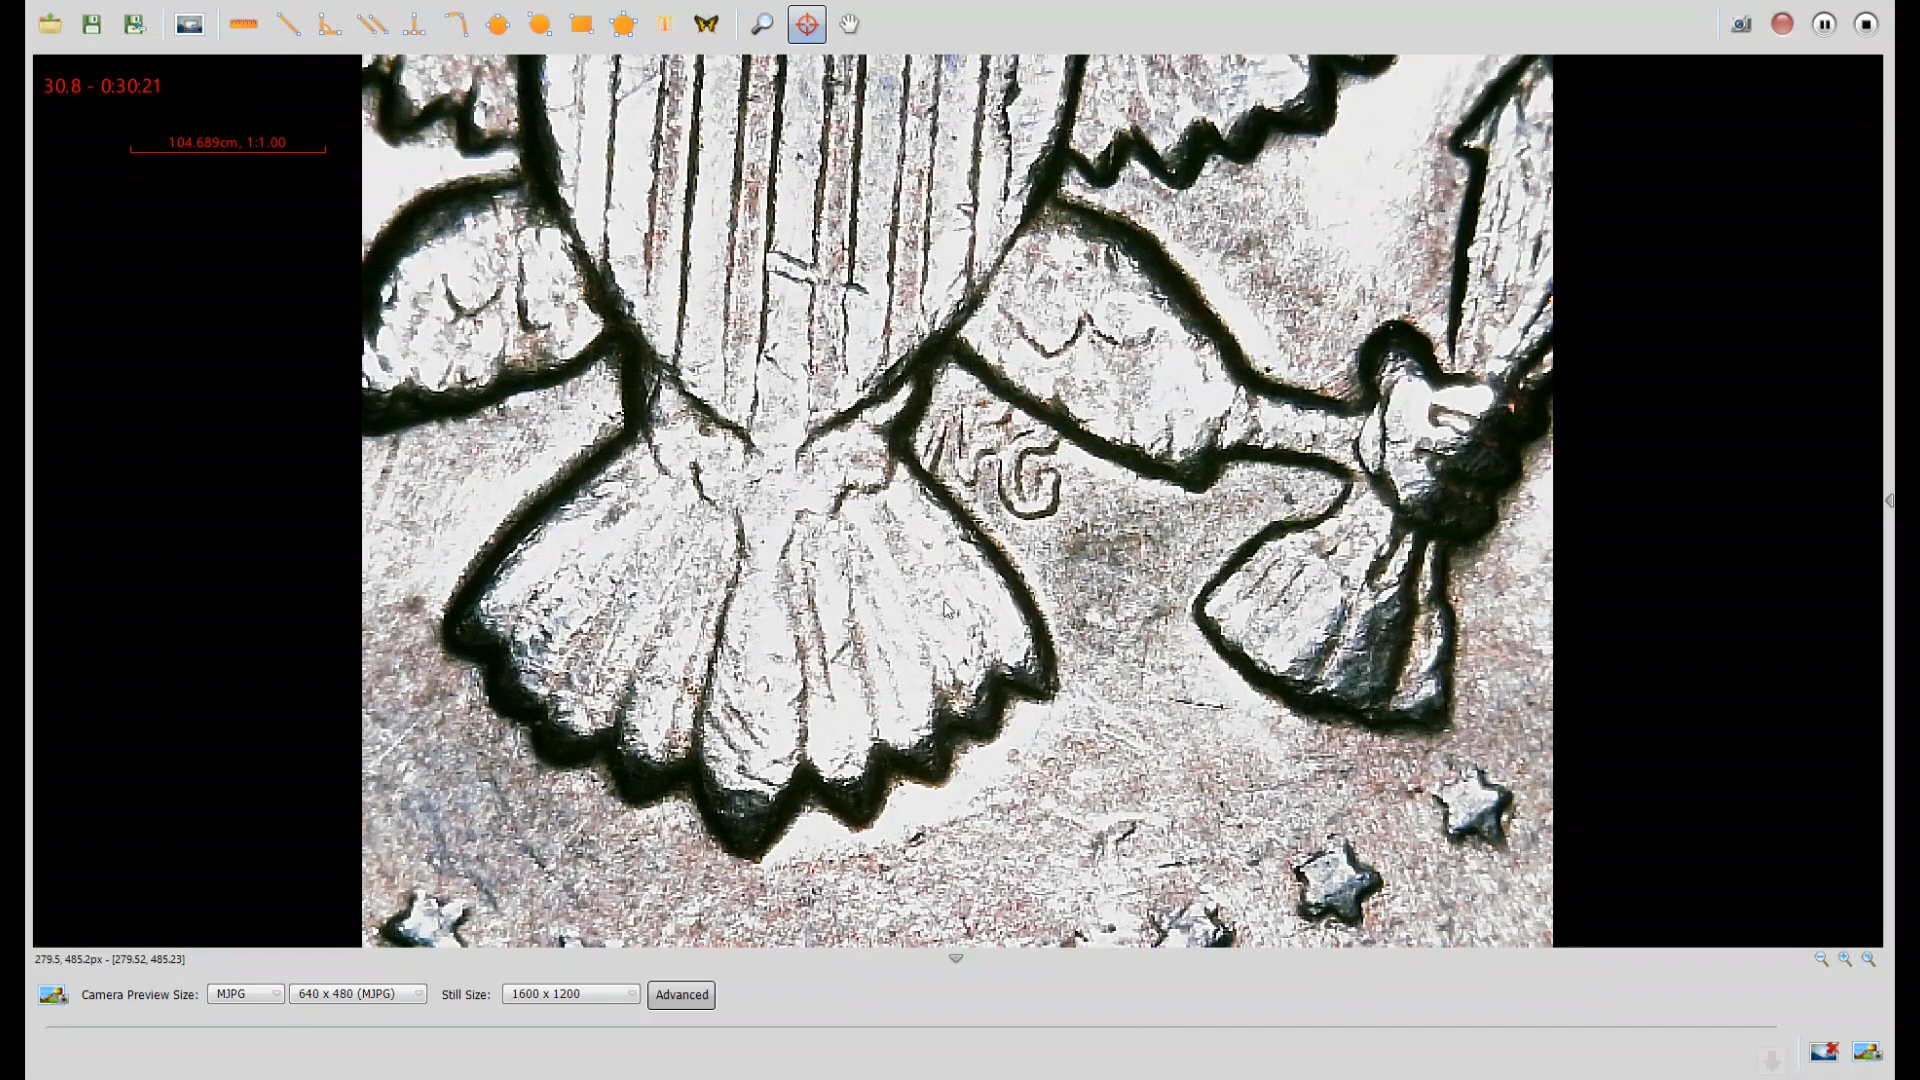 30.8 - 0:30:21
104.689cm, 1:1.00
T
FG
279.5, 485.2px - [279.52, 485.23]
Camera Preview Size:
MJPG
640 x 480 (MJPG)
Still Size:
1600 x 1200
Advanced